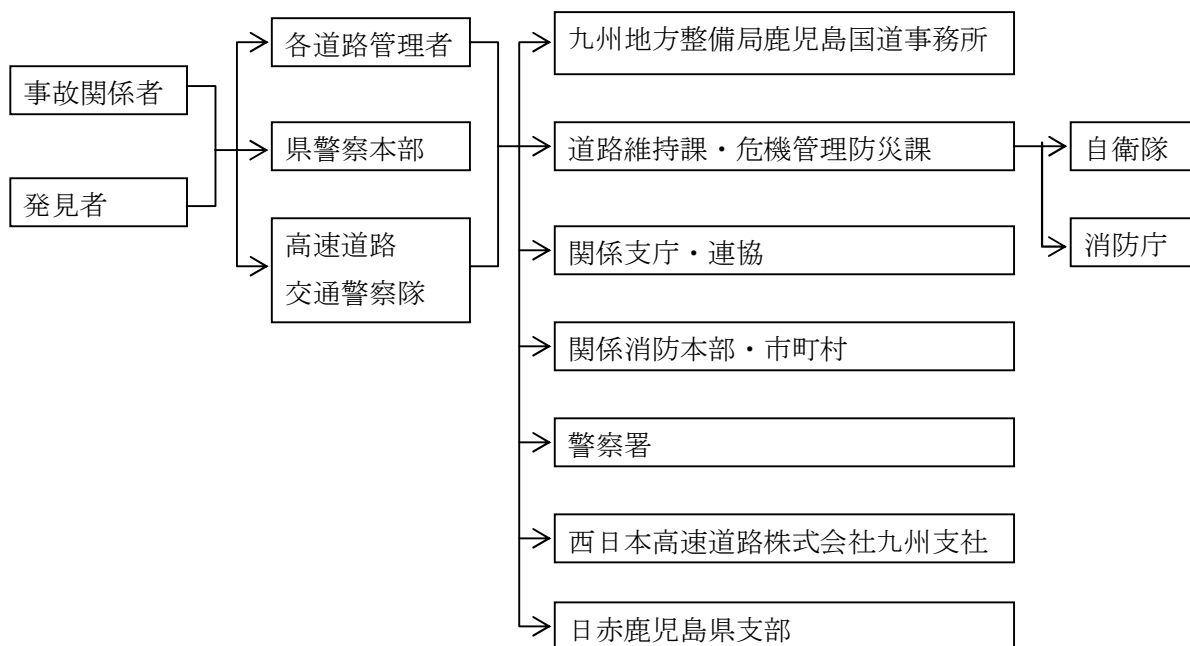 事故関係者
発見者
各道路管理者
県警察本部
高速道路
交通警察隊
九州地方整備局鹿児島国道事務所
道路維持課・危機管理防災課
関係支庁・連協
関係消防本部・市町村
警察署
西日本高速道路株式会社九州支社
日赤鹿児島県支部
自衛隊
消防庁